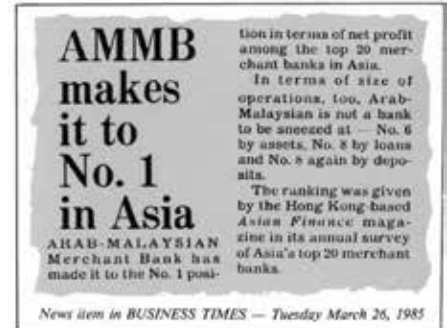 AMMB
makes
it to
No. 1
in Asia
ARAB-MALAYSIAN
Merchant Bank has
made it to the No. 1 posi-
tion in terms of net profit
among the top 20 mer-
chant banks in Asia.
In terms of size of
operations, too, Arab-
Malaysian is not a bank
to be sneezed at — No. 6
by assets, No. 8 by loans
and No. 8 again by depo-
sits.
The ranking was given
by the Hong Kong-based
Asian Finance maga-
zine in its annual survey
of Asia's top 20 merchant
banks.
News item in BUSINESS TIMES — Tuesday March 26, 1985